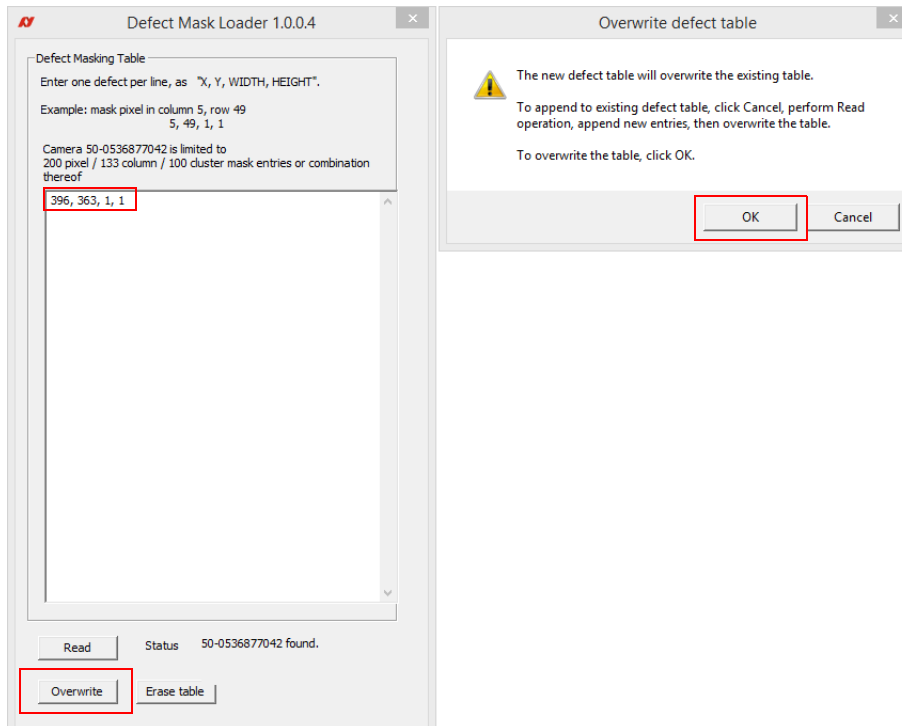 Defect Mask Loader 1.0.0.4
Defect Masking Table
Enter one defect per line, as "X, Y, WIDTH, HEIGHT".
Example: mask pixel in column 5, row 49
5, 49, 1, 1
Camera 50-0536877042 is limited to
200 pixel / 133 column / 100 cluster mask entries or combination
thereof
396, 363, 1, 1
Read
Status
50-0536877042 found.
Overwrite
Erase table
Overwrite defect table
The new defect table will overwrite the existing table.
To append to existing defect table, click Cancel, perform Read
operation, append new entries, then overwrite the table.
To overwrite the table, click OK.
OK
Cancel